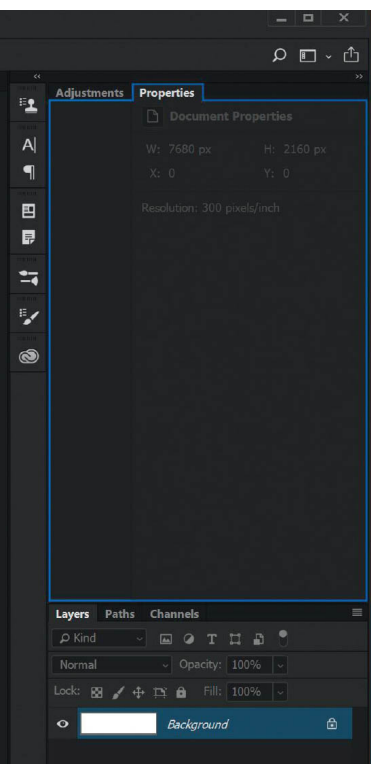 Adjustments Properties
Document Properties
W: 7680 px H: 2160 px
X: 0 Y: 0
Resolution: 300 pixels/inch
A|
¶
Layers Paths Channels
Kind
T
Normal Opacity: 100%
Lock: Fill: 100%
Background